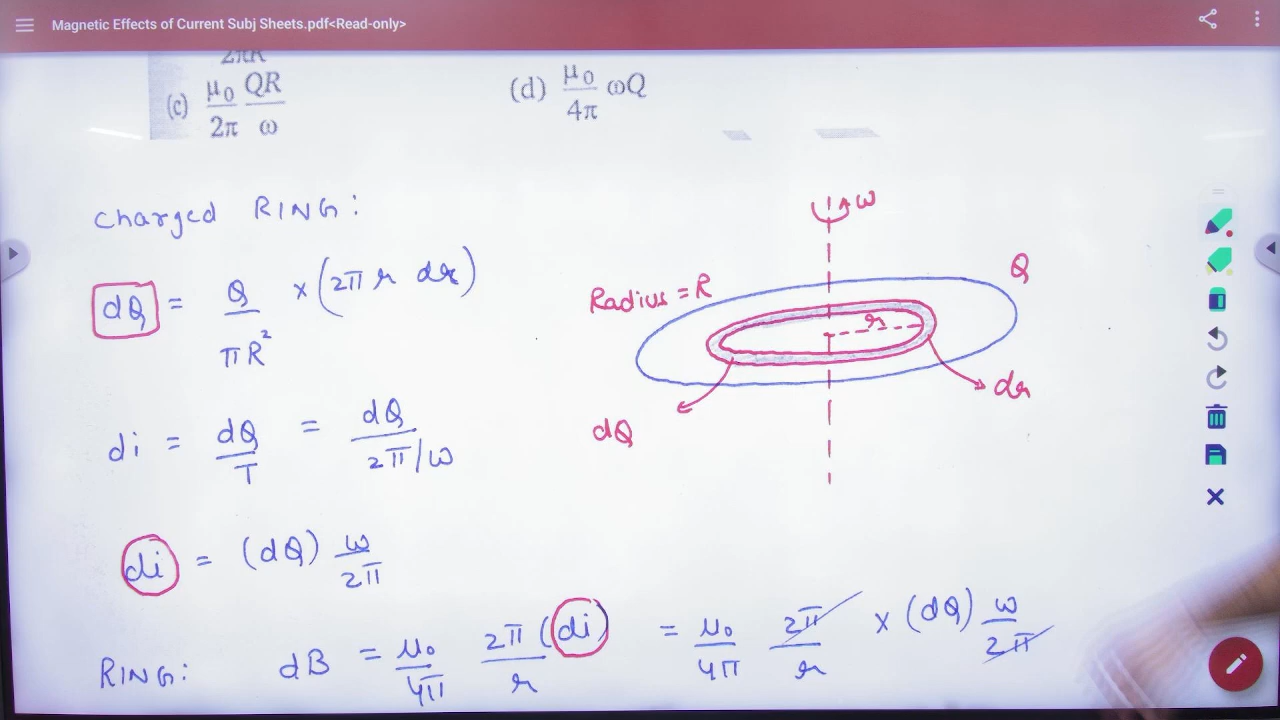 Magnetic Effects of Current Subj Sheets.pdf<Read-only>
2πR
(c) μ₀/2π QR/ω (d) μ₀/4π ωQ
charged RING:
dQ = Q/πR² × (2π r dr)
di = dQ/T = dQ/2π/ω
di = (dQ) ω/2π
RING: dB = μ₀/4π 2π(di)/r = μ₀/4π 2π/r × (dQ) ω/2π
ω
Q
Radius = R
r
dr
dQ